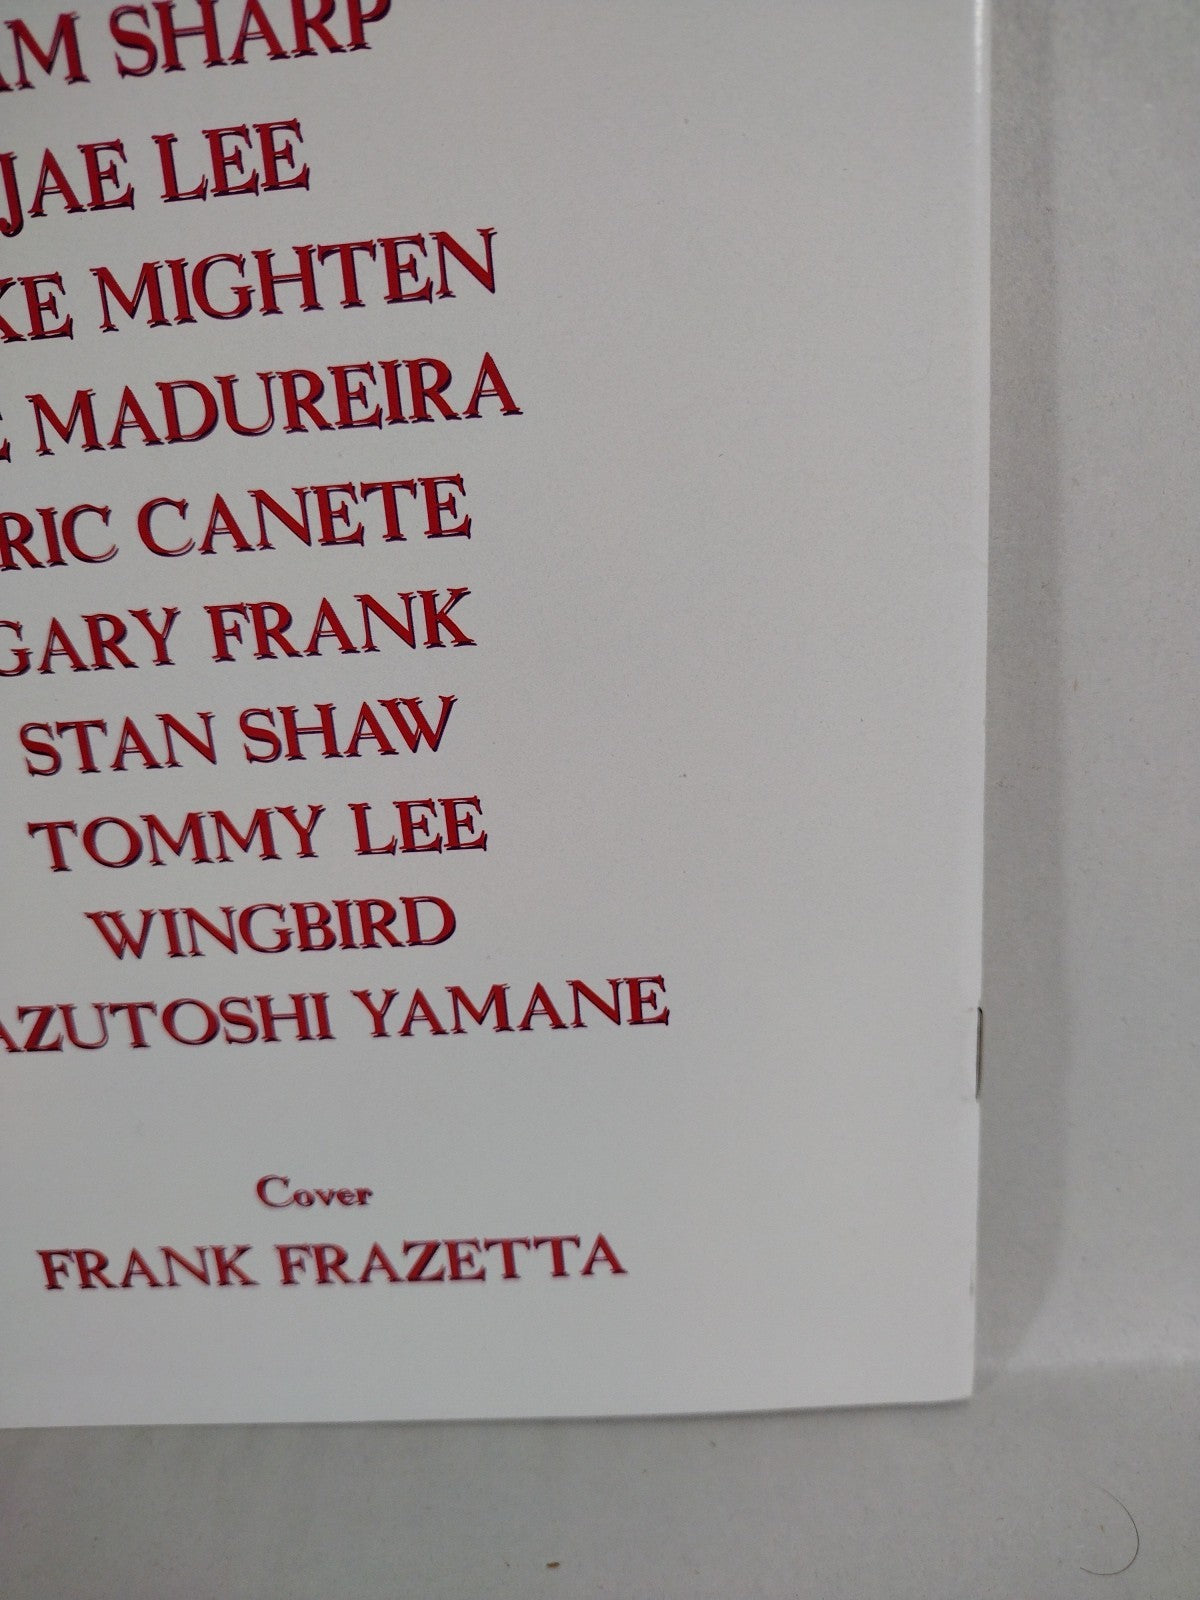 AM SHARP
JAE LEE
KE MIGHTEN
E MADUREIRA
RIC CANETE
GARY FRANK
STAN SHAW
TOMMY LEE
WINGBIRD
AZUTOSHI YAMANE
Cover
FRANK FRAZETTA